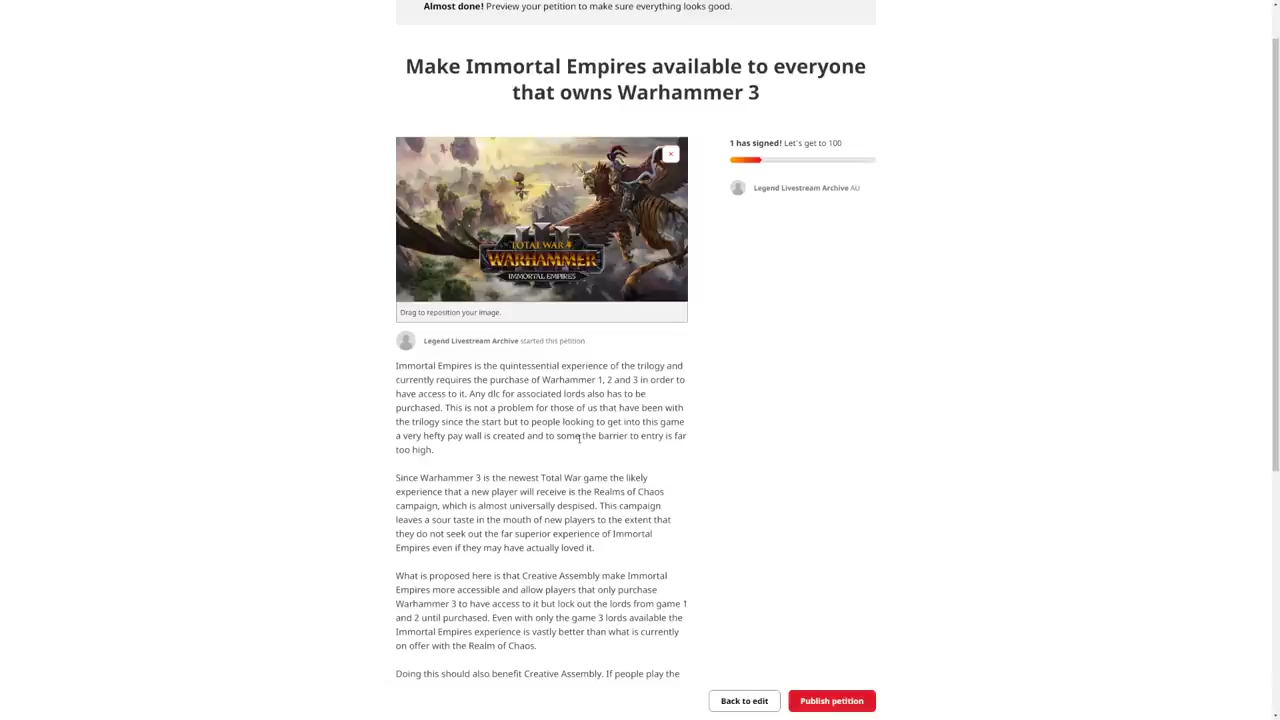 Almost done! Preview your petition to make sure everything looks good.
Make Immortal Empires available to everyone
that owns Warhammer 3
TOTAL WAR
WARHAMMER
IMMORTAL EMPIRES
Drag to reposition your image.
1 has signed! Let's get to 100
Legend Livestream Archive AU
Legend Livestream Archive started this petition
Immortal Empires is the quintessential experience of the trilogy and
currently requires the purchase of Warhammer 1, 2 and 3 in order to
have access to it. Any dlc for associated lords also has to be
purchased. This is not a problem for those of us that have been with
the trilogy since the start but to people looking to get into this game
a very hefty pay wall is created and to some the barrier to entry is far
too high.
Since Warhammer 3 is the newest Total War game the likely
experience that a new player will receive is the Realms of Chaos
campaign, which is almost universally despised. This campaign
leaves a sour taste in the mouth of new players to the extent that
they do not seek out the far superior experience of Immortal
Empires even if they may have actually loved it.
What is proposed here is that Creative Assembly make Immortal
Empires more accessible and allow players that only purchase
Warhammer 3 to have access to it but lock out the lords from game 1
and 2 until purchased. Even with only the game 3 lords available the
Immortal Empires experience is vastly better than what is currently
on offer with the Realm of Chaos.
Doing this should also benefit Creative Assembly. If people play the
Back to edit
Publish petition